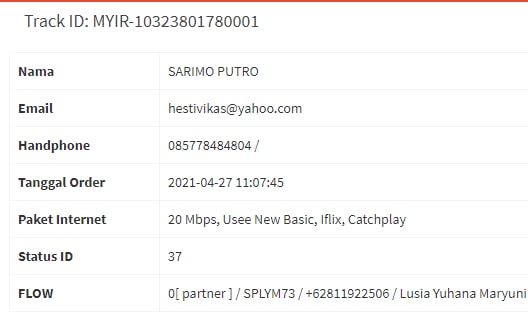 Track ID: MYIR-10323801780001
Nama SARIMO PUTRO
Email hestivikas@yahoo.com
Handphone 085778484804 /
Tanggal Order 2021-04-27 11:07:45
Paket Internet 20 Mbps, Usee New Basic, Iflix, Catchplay
Status ID 37
FLOW 0[ partner ] / SPLYM73 / +62811922506 / Lusia Yuhana Maryuni